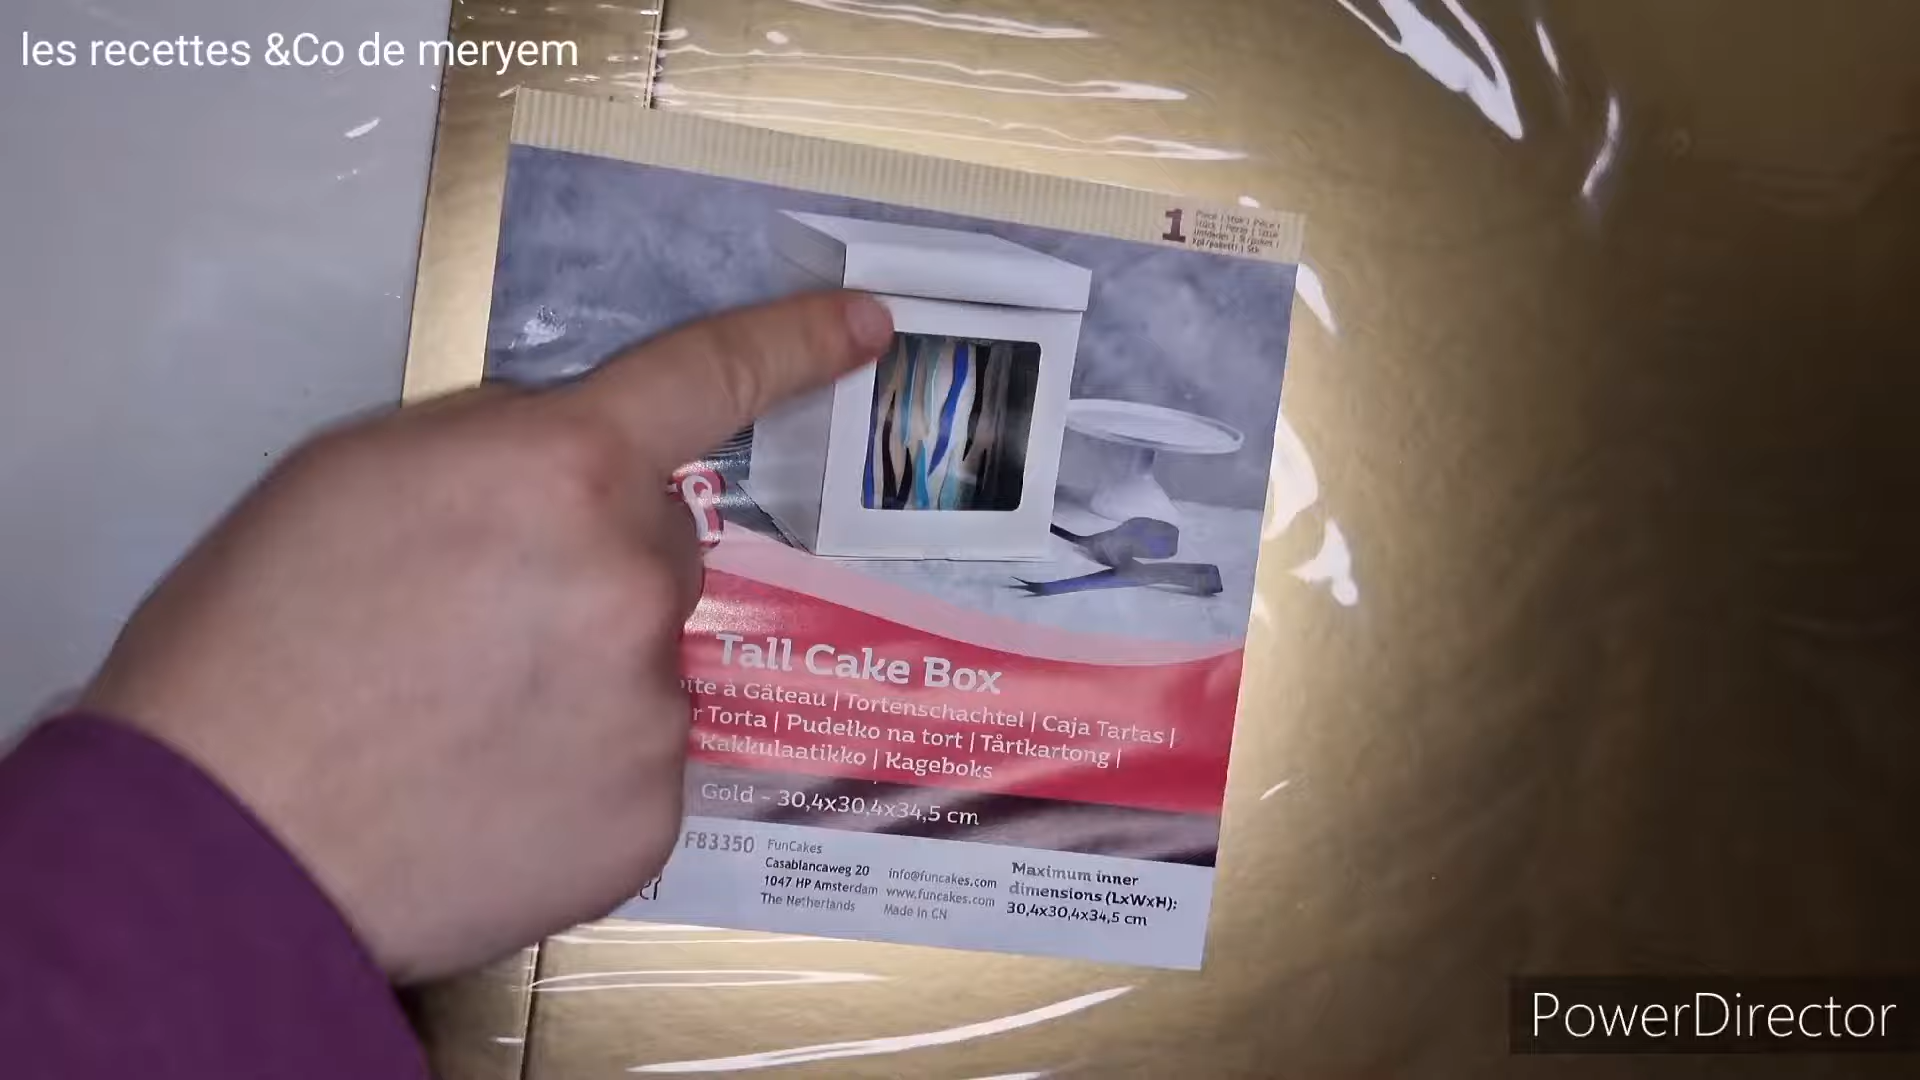 les recettes &Co de meryem
1
Tall Cake Box
à Gâteau | Tortenschachtel | Caja Tartas |
Torta | Pudełko na tort | Tårtkartong |
Kakkulaatikko | Kageboks
Gold - 30,4x30,4x34,5 cm
F83350
FunCakes
Casablancaweg 20
1047 HP Amsterdam
The Netherlands
info@funcakes.com
www.funcakes.com
Made in CN
Maximum inner
dimensions (LxWxH):
30,4x30,4x34,5 cm
PowerDirector